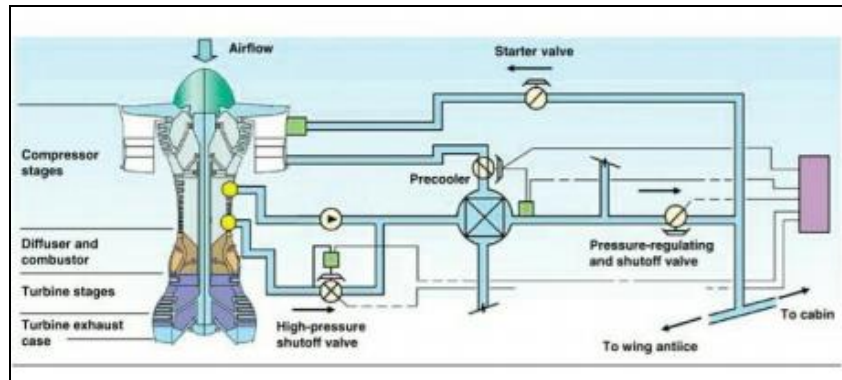 Airflow
Starter valve
Compressor
stages
Precooler
Diffuser and
combustor
Pressure-regulating
and shutoff valve
Turbine stages
Turbine exhaust
case
High-pressure
shutoff valve
To cabin
To wing antiice